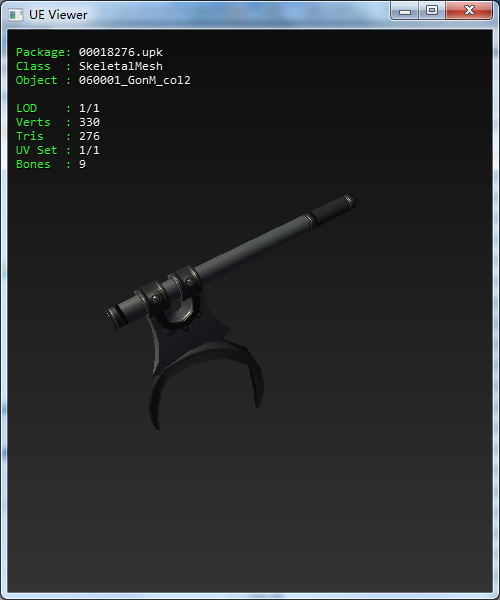 UE Viewer
Package: 00018276.upk
Class : SkeletalMesh
Object : 060001_GonM_col2
LOD : 1/1
Verts : 330
Tris : 276
UV Set : 1/1
Bones : 9